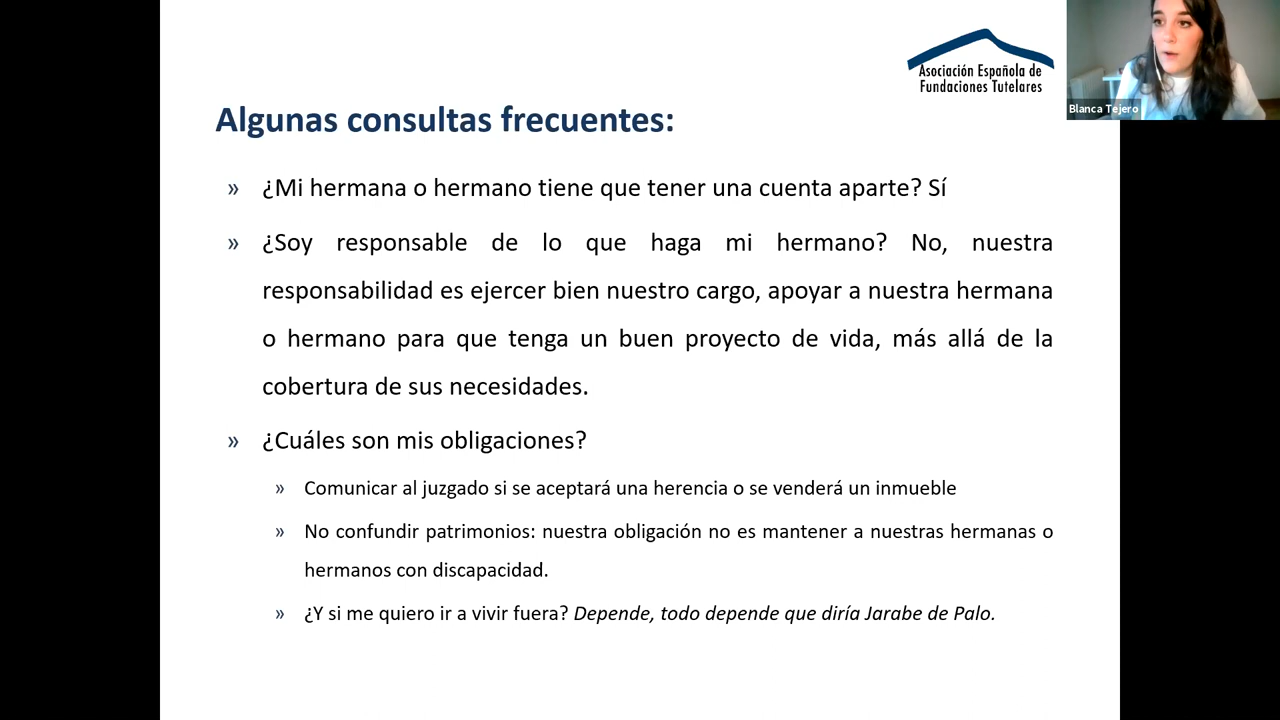 Asociación Española de
Fundaciones Tutelares
Blanca Tejero
Algunas consultas frecuentes:
» ¿Mi hermana o hermano tiene que tener una cuenta aparte? Sí
» ¿Soy responsable de lo que haga mi hermano? No, nuestra
responsabilidad es ejercer bien nuestro cargo, apoyar a nuestra hermana
o hermano para que tenga un buen proyecto de vida, más allá de la
cobertura de sus necesidades.
» ¿Cuáles son mis obligaciones?
» Comunicar al juzgado si se aceptará una herencia o se venderá un inmueble
» No confundir patrimonios: nuestra obligación no es mantener a nuestras hermanas o
hermanos con discapacidad.
» ¿Y si me quiero ir a vivir fuera? Depende, todo depende que diría Jarabe de Palo.